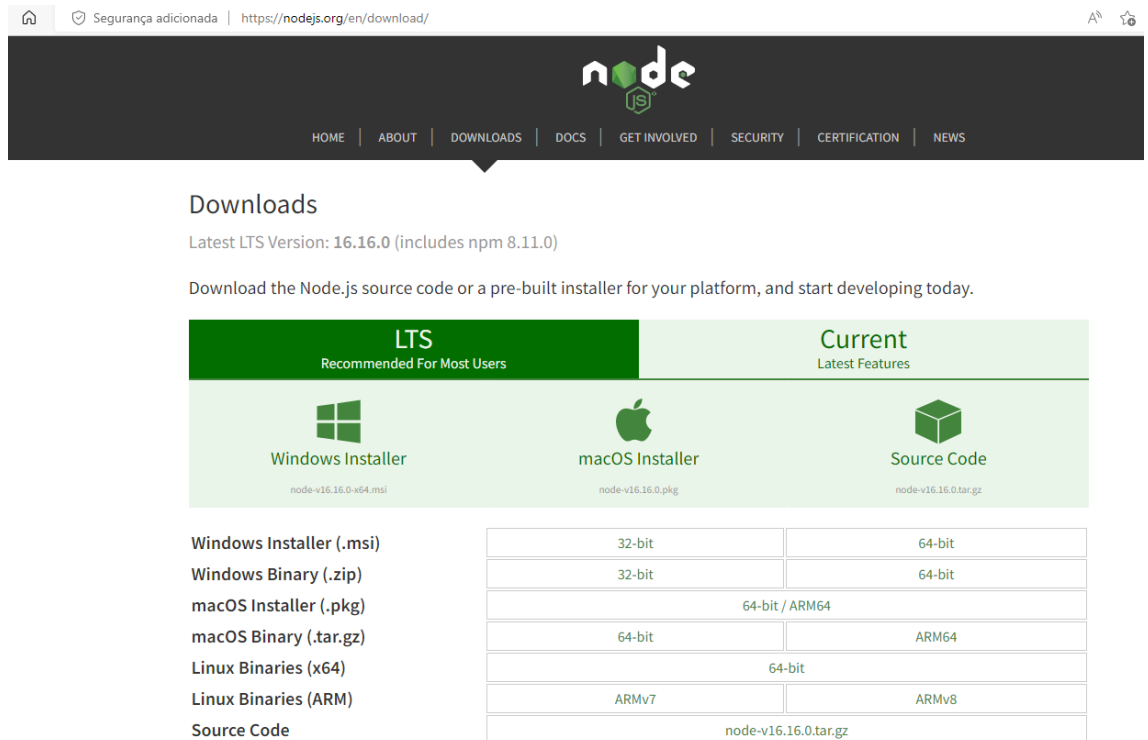 Segurança adicionada | https://nodejs.org/en/download/
node
JS
HOME | ABOUT | DOWNLOADS | DOCS | GET INVOLVED | SECURITY | CERTIFICATION | NEWS
Downloads
Latest LTS Version: 16.16.0 (includes npm 8.11.0)
Download the Node.js source code or a pre-built installer for your platform, and start developing today.
LTS Current
Recommended For Most Users Latest Features
Windows Installer macOS Installer Source Code
node-v16.16.0-x64.msi node-v16.16.0.pkg node-v16.16.0.tar.gz
Windows Installer (.msi) 32-bit 64-bit
Windows Binary (.zip) 32-bit 64-bit
macOS Installer (.pkg) 64-bit / ARM64
macOS Binary (.tar.gz) 64-bit ARM64
Linux Binaries (x64) 64-bit
Linux Binaries (ARM) ARMv7 ARMv8
Source Code node-v16.16.0.tar.gz